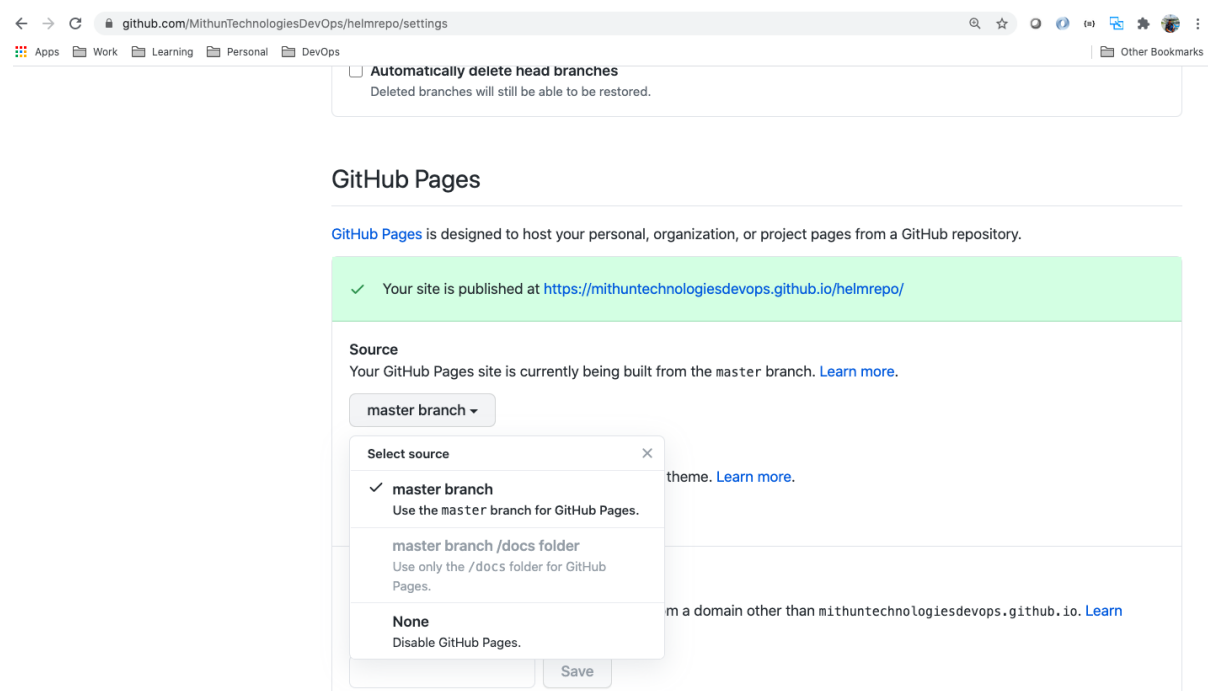 github.com/MithunTechnologiesDevOps/helmrepo/settings
Apps Work Learning Personal DevOps Other Bookmarks
Automatically delete head branches
Deleted branches will still be able to be restored.
GitHub Pages
GitHub Pages is designed to host your personal, organization, or project pages from a GitHub repository.
Your site is published at https://mithuntechnologiesdevops.github.io/helmrepo/
Source
Your GitHub Pages site is currently being built from the master branch. Learn more.
master branch
Select source
theme. Learn more.
master branch
Use the master branch for GitHub Pages.
master branch /docs folder
Use only the /docs folder for GitHub
Pages.
m a domain other than mithuntechnologiesdevops.github.io. Learn
None
Disable GitHub Pages.
Save